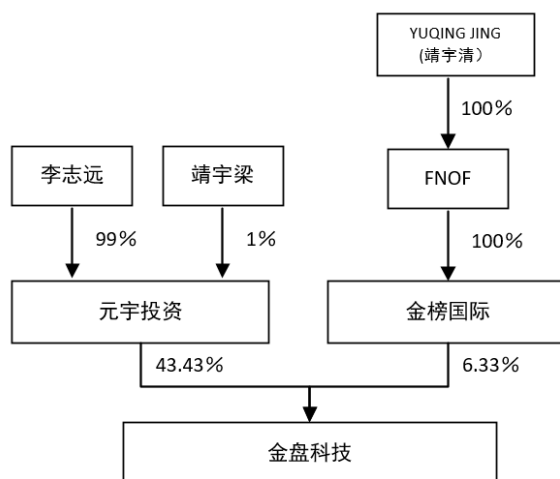 YUQING JING
(靖宇清）
100%
李志远
靖宇梁
FNOF
99%
1%
100%
元宇投资
金榜国际
43.43%
6.33%
金盘科技